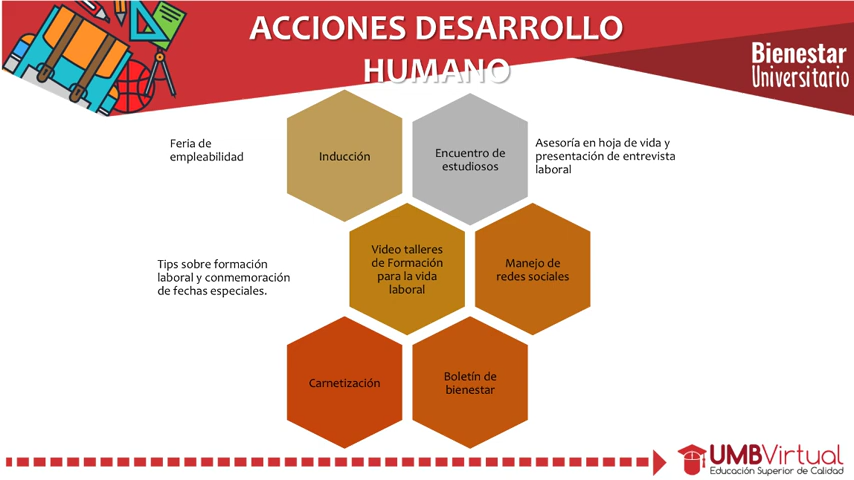 ACCIONES DESARROLLO
HUMANO
Bienestar
Universitario
Feria de
empleabilidad
Inducción
Encuentro de
estudiosos
Asesoría en hoja de vida y
presentación de entrevista
laboral
Tips sobre formación
laboral y conmemoración
de fechas especiales.
Video talleres
de Formación
para la vida
laboral
Manejo de
redes sociales
Carnetización
Boletín de
bienestar
UMBVirtual
Educación Superior de Calidad